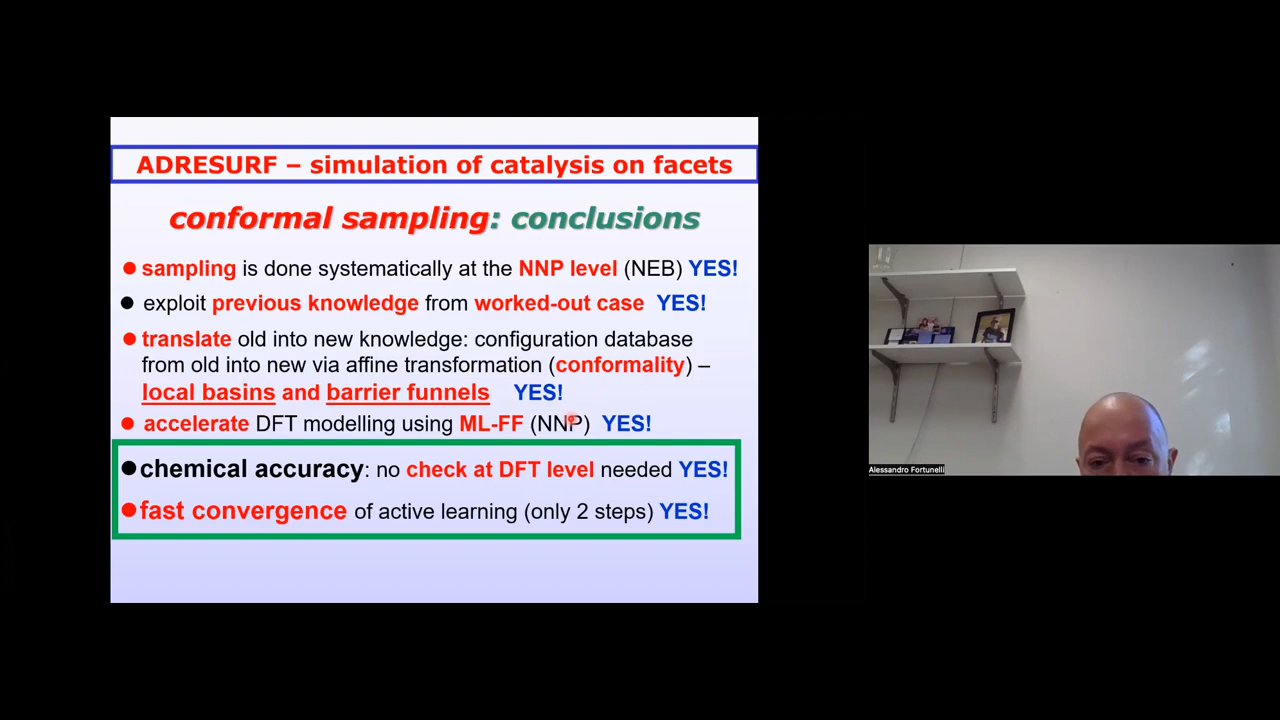 ADRESURF – simulation of catalysis on facets
conformal sampling: conclusions
● sampling is done systematically at the NNP level (NEB) YES!
● exploit previous knowledge from worked-out case YES!
● translate old into new knowledge: configuration database
from old into new via affine transformation (conformality) –
local basins and barrier funnels YES!
● accelerate DFT modelling using ML-FF (NNP) YES!
● chemical accuracy: no check at DFT level needed YES!
● fast convergence of active learning (only 2 steps) YES!
Alessandro Fortunelli